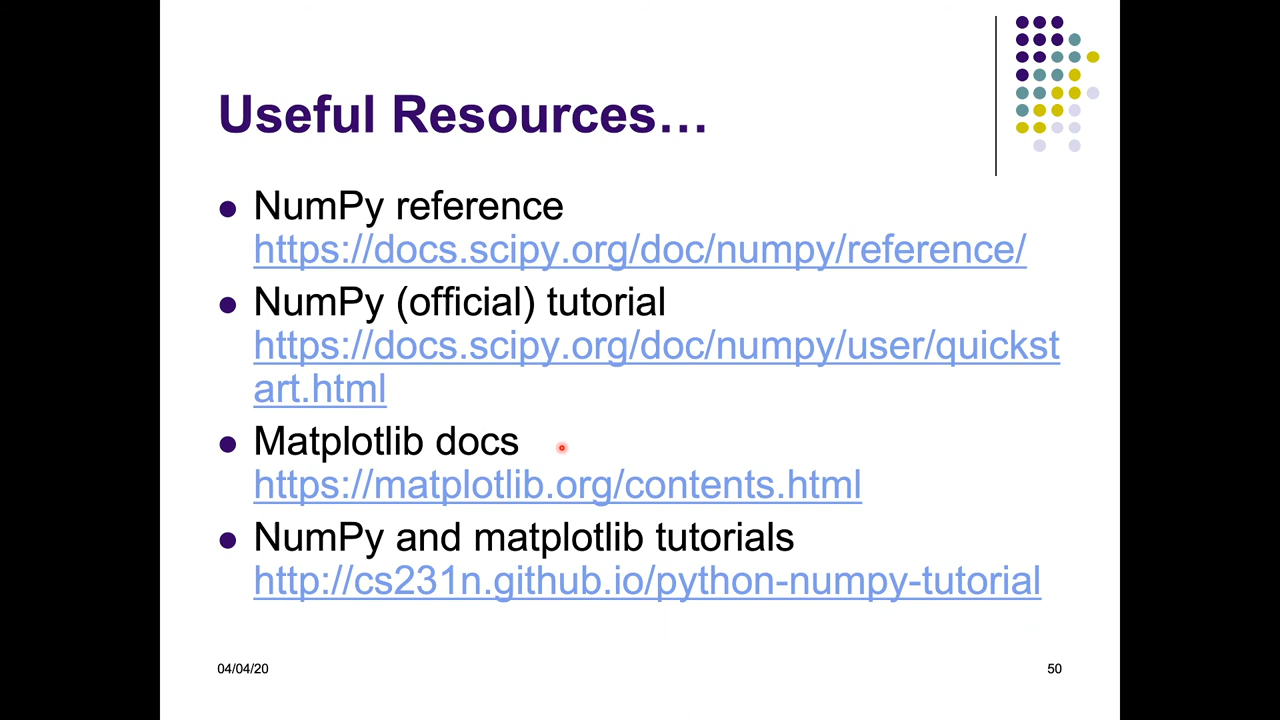 Useful Resources…
NumPy reference
https://docs.scipy.org/doc/numpy/reference/
NumPy (official) tutorial
https://docs.scipy.org/doc/numpy/user/quickst
art.html
Matplotlib docs
https://matplotlib.org/contents.html
NumPy and matplotlib tutorials
http://cs231n.github.io/python-numpy-tutorial
04/04/20
50